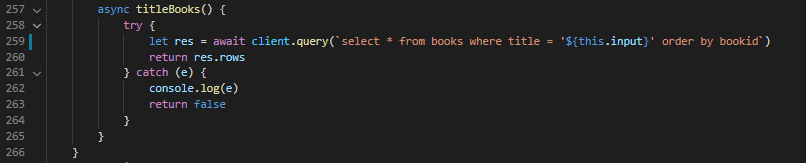 257 async titleBooks() {
258 try {
259 let res = await client.query(`select * from books where title = '${this.input}' order by bookid`)
260 return res.rows
261 } catch (e) {
262 console.log(e)
263 return false
264 }
265 }
266 }